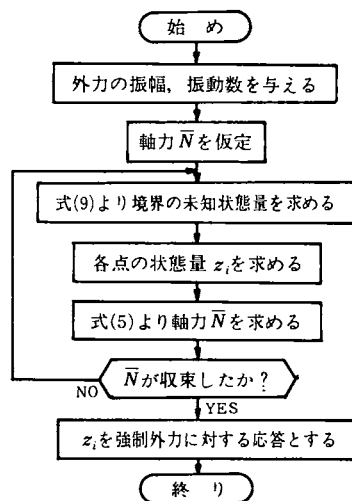 始 め
外力の振幅，振動数を与える
軸力 N̅ を仮定
式(9)より境界の未知状態量を求める
各点の状態量 z_i を求める
式(5)より軸力 N̅ を求める
N̅ が収束したか？
NO
YES
z_i を強制外力に対する応答とする
終 り